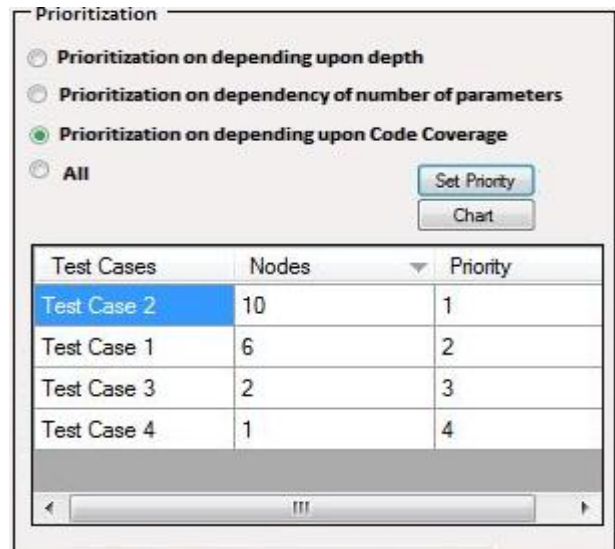 Prioritization
Prioritization on depending upon depth
Prioritization on dependency of number of parameters
Prioritization on depending upon Code Coverage
All
Set Priority
Chart
Test Cases Nodes Priority
Test Case 2 10 1
Test Case 1 6 2
Test Case 3 2 3
Test Case 4 1 4